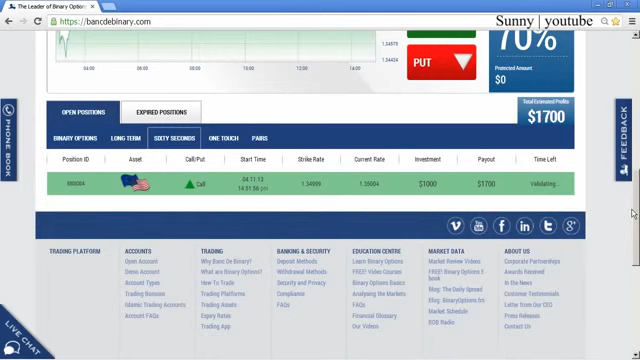 The Leader of Binary Option
https://bancdebinary.com
Sunny | youtube
70%
1.34575
1.34424
PUT
04:00
06:00
08:00
10:00
12:00
14:00
Protected Amount
$0
OPEN POSITIONS
EXPIRED POSITIONS
Total Estimated Profits
$1700
BINARY OPTIONS
LONG TERM
SIXTY SECONDS
ONE TOUCH
PAIRS
Position ID
Asset
Call/Put
Start Time
Strike Rate
Current Rate
Investment
Payout
Time Left
Call
04-11-13
14:51:56 pm
1.34999
1.35004
$1000
$1700
Validating...
PHONE BOOK
FEEDBACK
LIVE CHAT
TRADING PLATFORM
ACCOUNTS
Open Account
Demo Account
Account Types
Trading Bonuses
Islamic Trading Accounts
Account FAQs
TRADING
Why Banc De Binary?
What are Binary Options?
How To Trade
Trading Platforms
Trading Assets
Expiry Rates
Trading App
BANKING & SECURITY
Deposit Methods
Withdrawal Methods
Security and Privacy
Compliance
FAQs
EDUCATION CENTRE
Learn Binary Options
FREE! Video Courses
Binary Options Basics
Analysing the Markets
FAQs
Financial Glossary
Our Videos
MARKET DATA
Market Review Videos
FREE! Binary Options E-book
Blog: The Daily Spread
Blog: BinaryOptions.fm
Market Schedule
BDB Radio
ABOUT US
Corporate Partnerships
Awards Received
In the News
Customer Testimonials
Letter from Our CEO
Press Releases
Contact Us